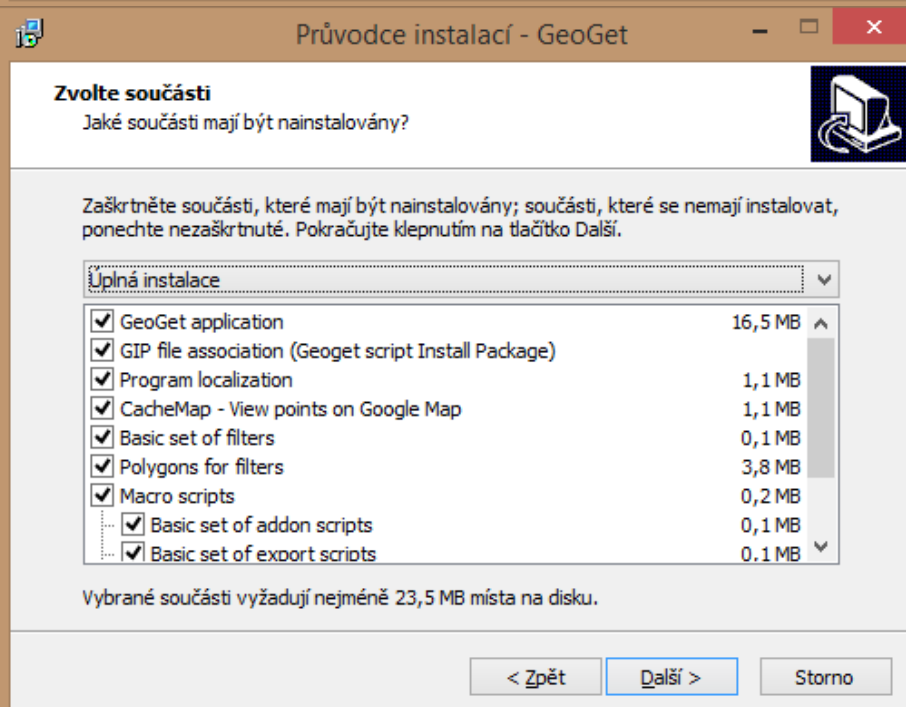 Průvodce instalací - GeoGet
Zvolte součásti
Jaké součásti mají být nainstalovány?
Zaškrtněte součásti, které mají být nainstalovány; součásti, které se nemají instalovat,
ponechte nezaškrtnuté. Pokračujte klepnutím na tlačítko Další.
Úplná instalace
GeoGet application 16,5 MB
GIP file association (Geoget script Install Package)
Program localization 1,1 MB
CacheMap - View points on Google Map 1,1 MB
Basic set of filters 0,1 MB
Polygons for filters 3,8 MB
Macro scripts 0,2 MB
Basic set of addon scripts 0,1 MB
Basic set of export scripts 0,1 MB
Vybrané součásti vyžadují nejméně 23,5 MB místa na disku.
< Zpět Další > Storno